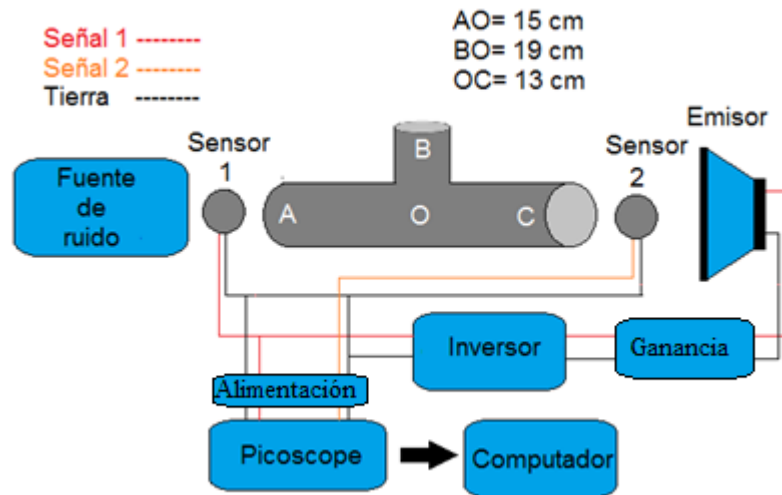 Señal 1 --------
Señal 2 --------
Tierra --------
AO= 15 cm
BO= 19 cm
OC= 13 cm
Fuente
de
ruido
Sensor
1
A
B
O
C
Sensor
2
Emisor
Inversor
Ganancia
Alimentación
Picoscope
Computador